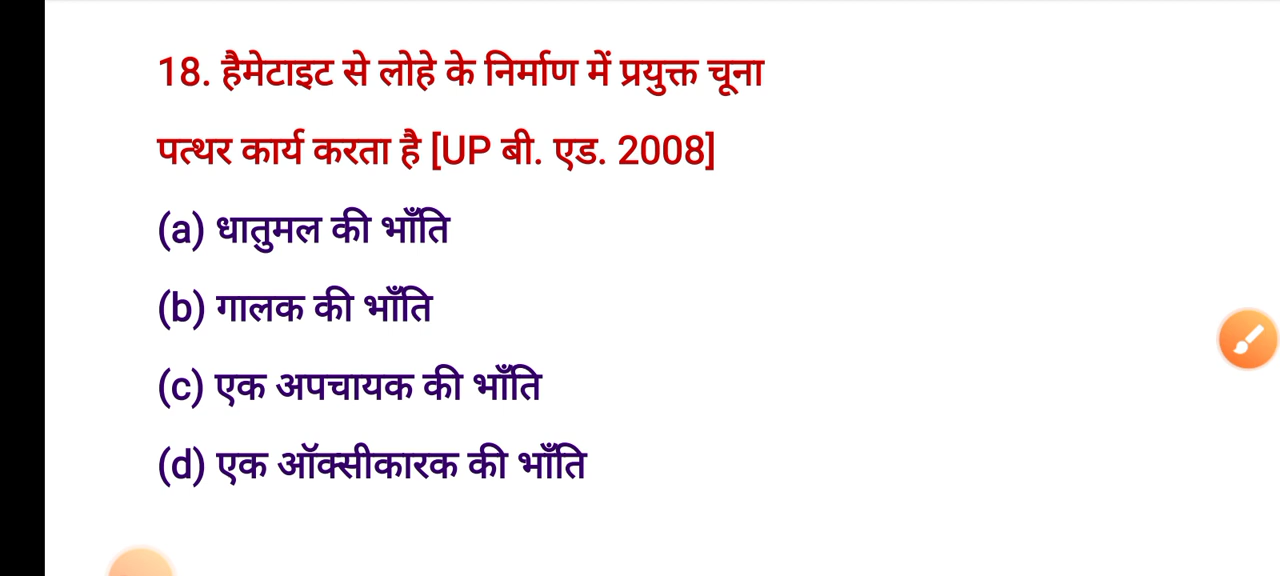 18. हैमेटाइट से लोहे के निर्माण में प्रयुक्त चूना
पत्थर कार्य करता है [UP बी. एड. 2008]
(a) धातुमल की भाँति
(b) गालक की भाँति
(c) एक अपचायक की भाँति
(d) एक ऑक्सीकारक की भाँति